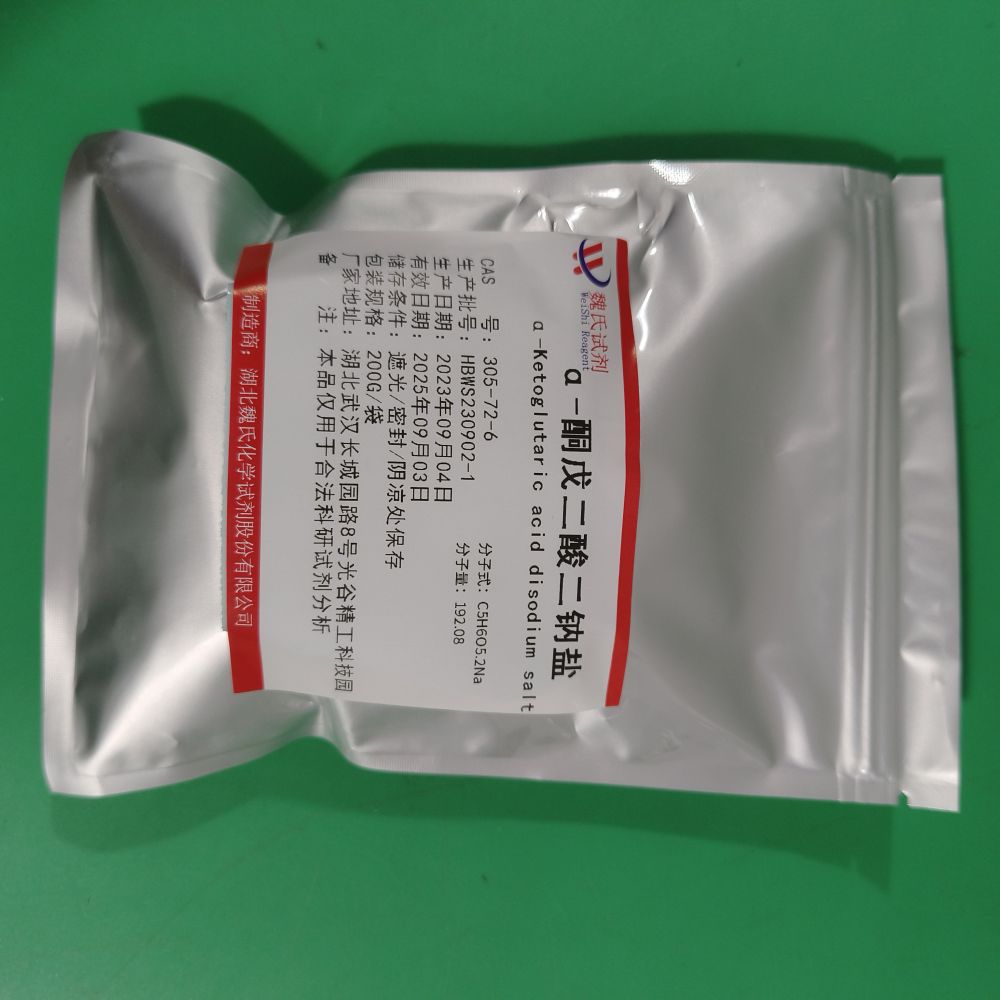 魏氏试剂
WeiShi Reagent
α-酮戊二酸二钠盐
α-Ketoglutaric acid disodium salt
CAS 号：305-72-6
分子式：C5H6O5.2Na
生产批号：HBWS230902-1
分子量：192.08
生产日期：2023年09月04日
有效日期：2025年09月03日
储存条件：遮光/密封/阴凉处保存
包装规格：200G/袋
厂家地址：湖北武汉长城园路8号光谷精工科技园
备 注：本品仅用于合法科研试剂分析
制造商：湖北魏氏化学试剂股份有限公司